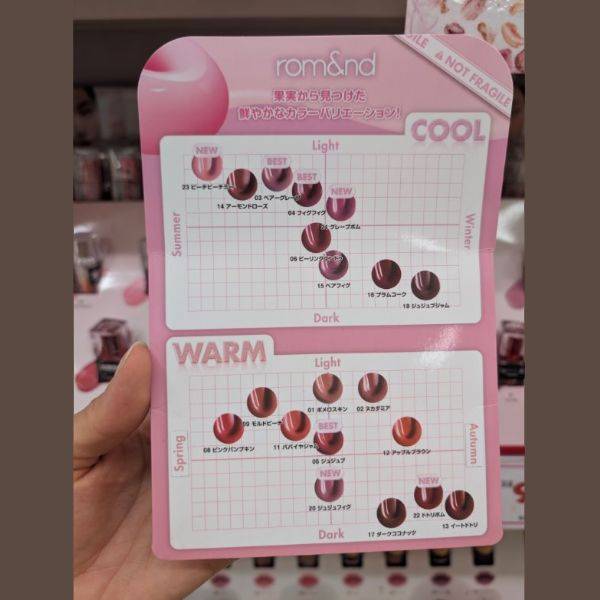 rom&nd
NOT FRAGILE
果実から見つけた
鮮やかなカラーバリエーション!
COOL
Light
NEW
23 ピーチピーチミー
BEST
03 ペアーグレープ
14 アーモンドローズ
BEST
04 フィグフィグ
NEW
21 グレープボム
Summer
Winter
06 ピーリングアンド
15 ペアフィグ
16 プラムコーク
18 ジュジュブジャム
Dark
WARM
Light
01 ポメロスキン
02 ヌカダミア
09 モルドピーチ
08 ピンクパンプキン
11 パパイヤジャム
BEST
05 ジュジュブ
12 アップルブラウン
Spring
Autumn
NEW
20 ジュジュフィグ
NEW
22 ドトリボム
17 ダークココナッツ
13 イートドトリ
Dark